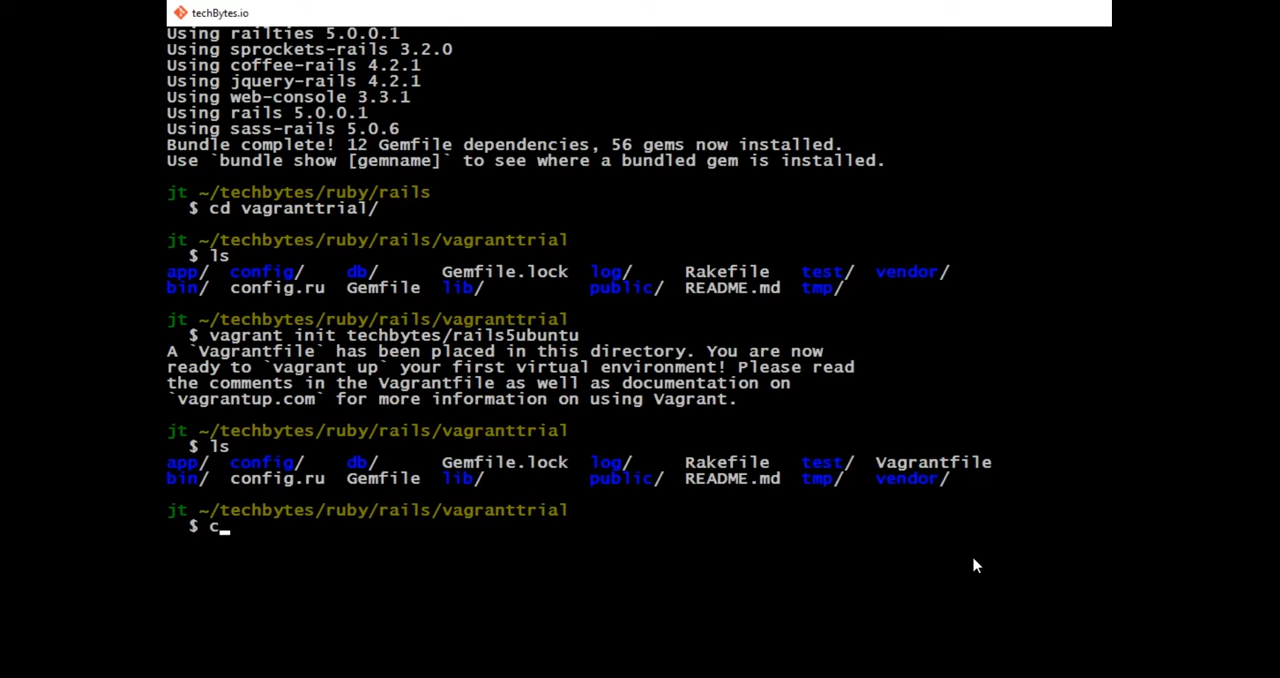 techBytes.io
Using railties 5.0.0.1
Using sprockets-rails 3.2.0
Using coffee-rails 4.2.1
Using jquery-rails 4.2.1
Using web-console 3.3.1
Using rails 5.0.0.1
Using sass-rails 5.0.6
Bundle complete! 12 Gemfile dependencies, 56 gems now installed.
Use `bundle show [gemname]` to see where a bundled gem is installed.
jt ~/techbytes/ruby/rails
$ cd vagranttrial/
jt ~/techbytes/ruby/rails/vagranttrial
$ ls
app/ config/ db/ Gemfile.lock log/ Rakefile test/ vendor/
bin/ config.ru Gemfile lib/ public/ README.md tmp/
jt ~/techbytes/ruby/rails/vagranttrial
$ vagrant init techbytes/rails5ubuntu
A `Vagrantfile` has been placed in this directory. You are now
ready to `vagrant up` your first virtual environment! Please read
the comments in the Vagrantfile as well as documentation on
`vagrantup.com` for more information on using Vagrant.
jt ~/techbytes/ruby/rails/vagranttrial
$ ls
app/ config/ db/ Gemfile.lock log/ Rakefile test/ Vagrantfile
bin/ config.ru Gemfile lib/ public/ README.md tmp/ vendor/
jt ~/techbytes/ruby/rails/vagranttrial
$ c_